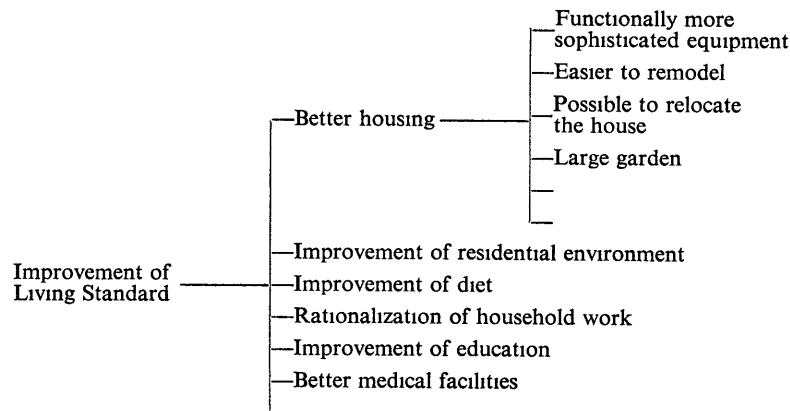 Functionally more
sophisticated equipment
Easier to remodel
Possible to relocate
the house
Better housing
Large garden
Improvement of residential environment
Improvement of
Living Standard
Improvement of diet
Rationalization of household work
Improvement of education
Better medical facilities